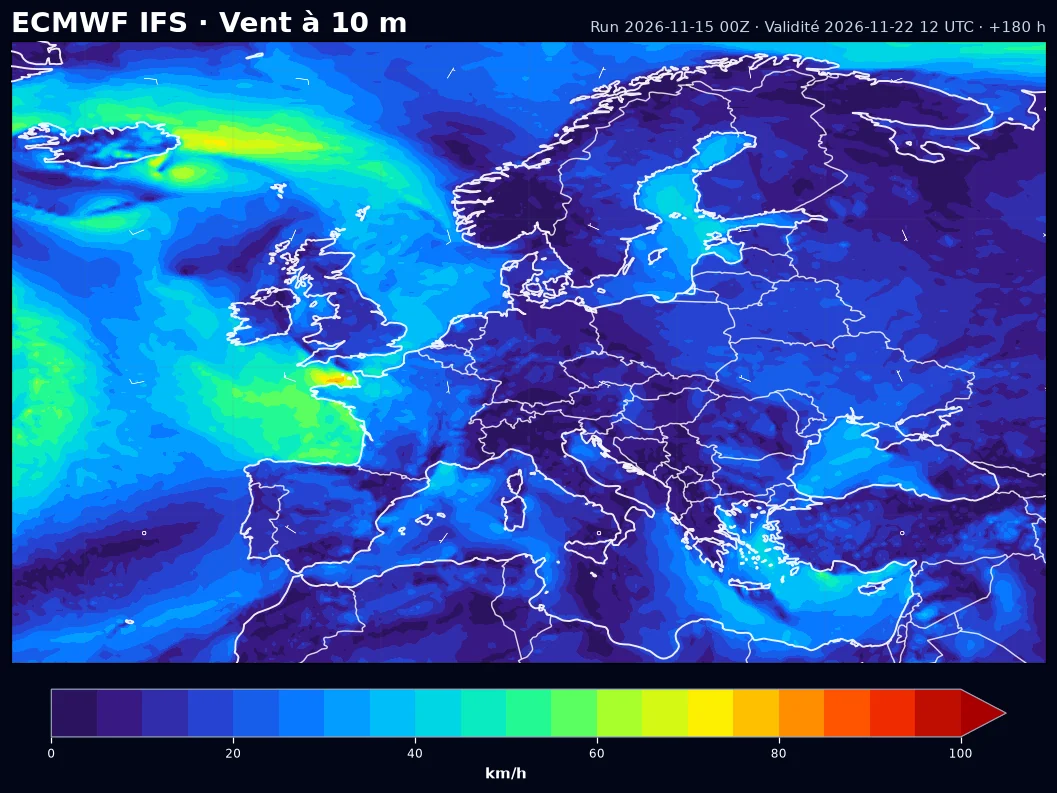 ECMWF IFS · Vent à 10 m
Run 2026-11-15 00Z · Validité 2026-11-22 12 UTC · +180 h
0 20 40 60 80 100
km/h